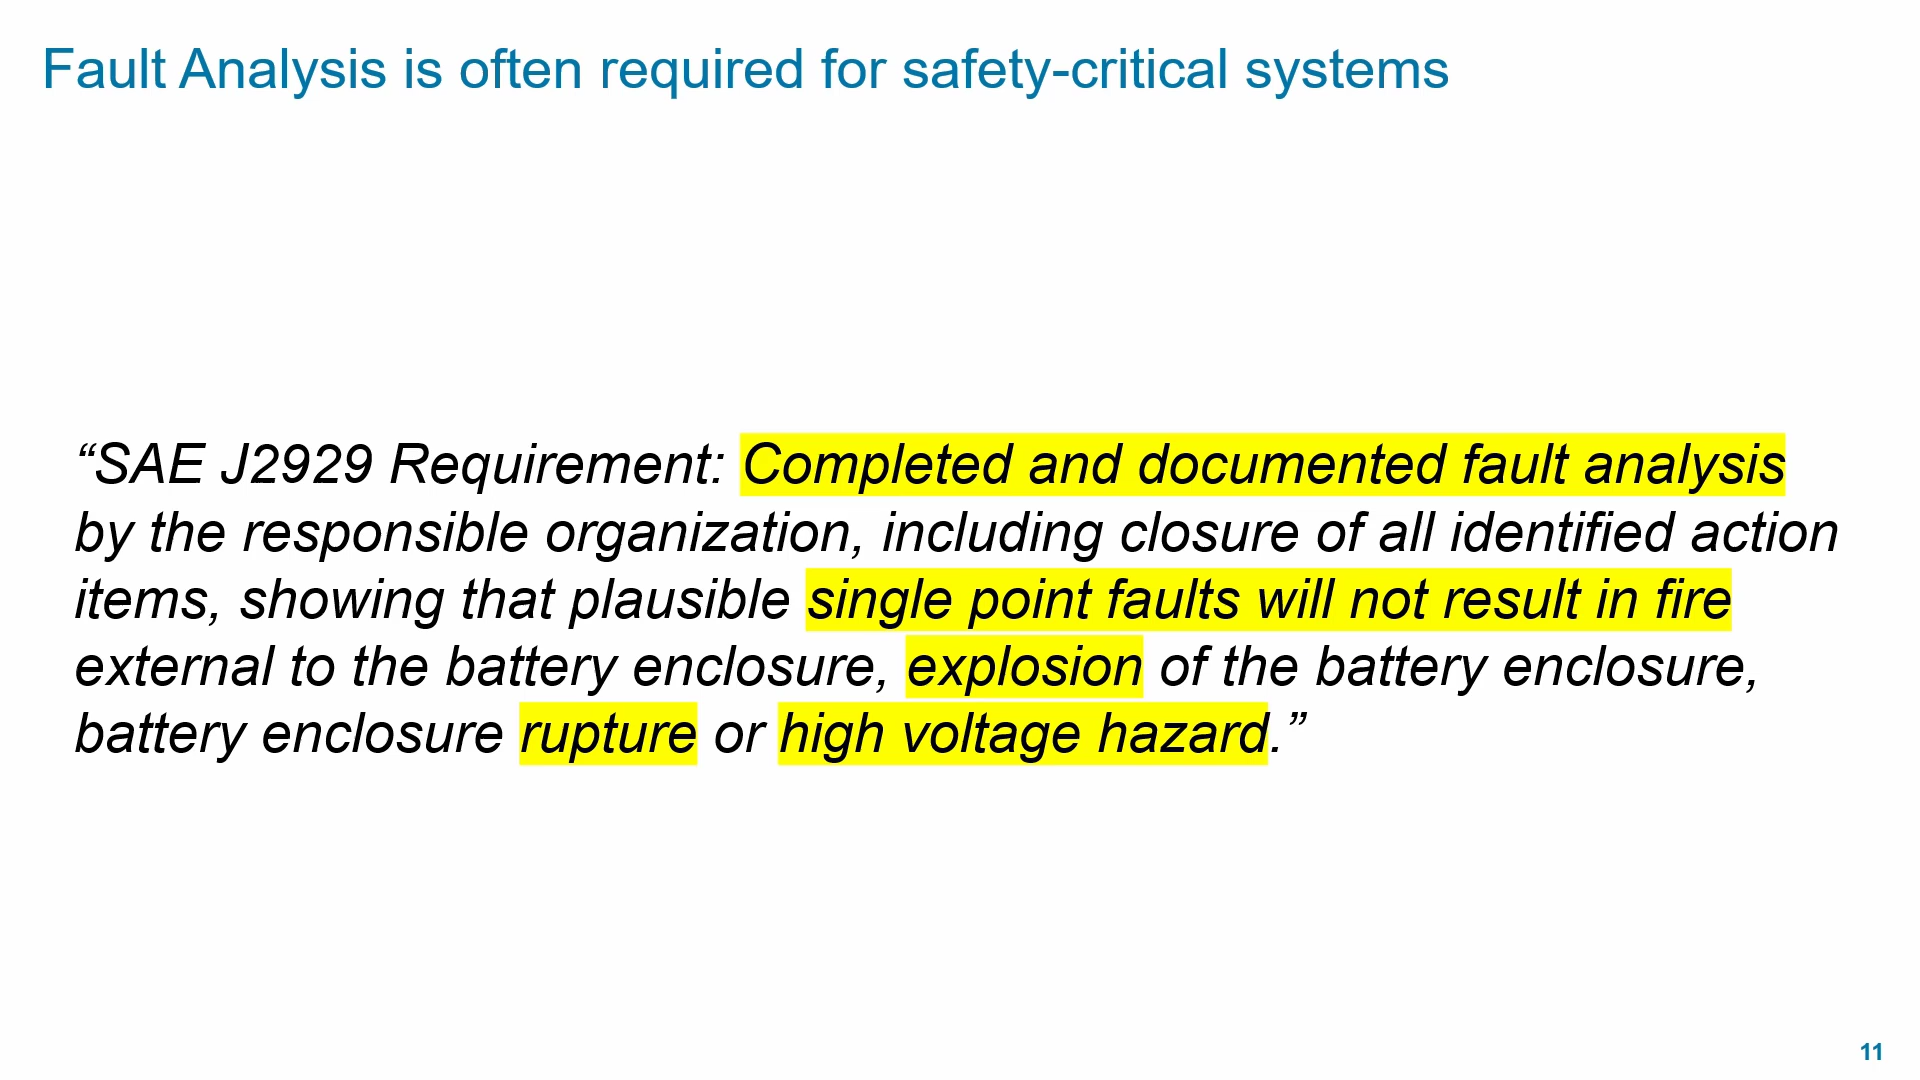 Fault Analysis is often required for safety-critical systems
“SAE J2929 Requirement: Completed and documented fault analysis
by the responsible organization, including closure of all identified action
items, showing that plausible single point faults will not result in fire
external to the battery enclosure, explosion of the battery enclosure,
battery enclosure rupture or high voltage hazard.”
11